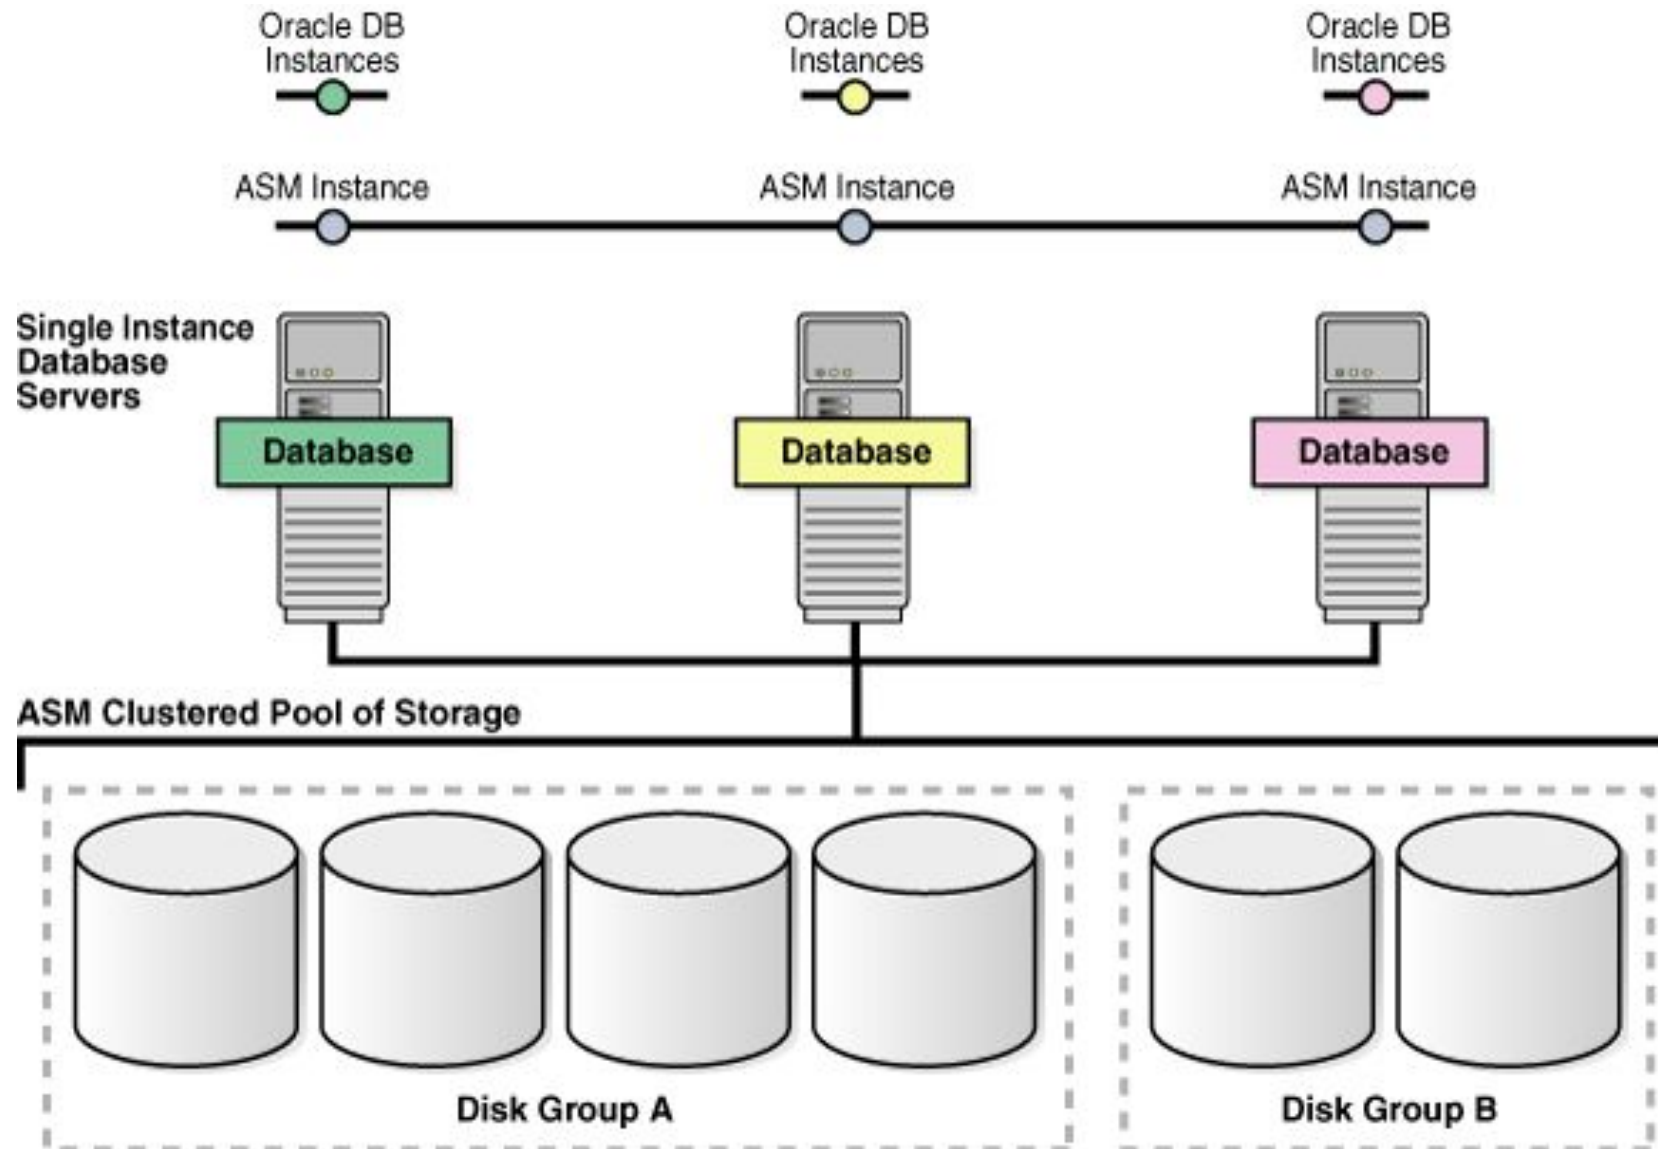 Oracle DB
Instances
Oracle DB
Instances
Oracle DB
Instances
ASM Instance
ASM Instance
ASM Instance
Single Instance
Database
Servers
Database
Database
Database
ASM Clustered Pool of Storage
Disk Group A
Disk Group B